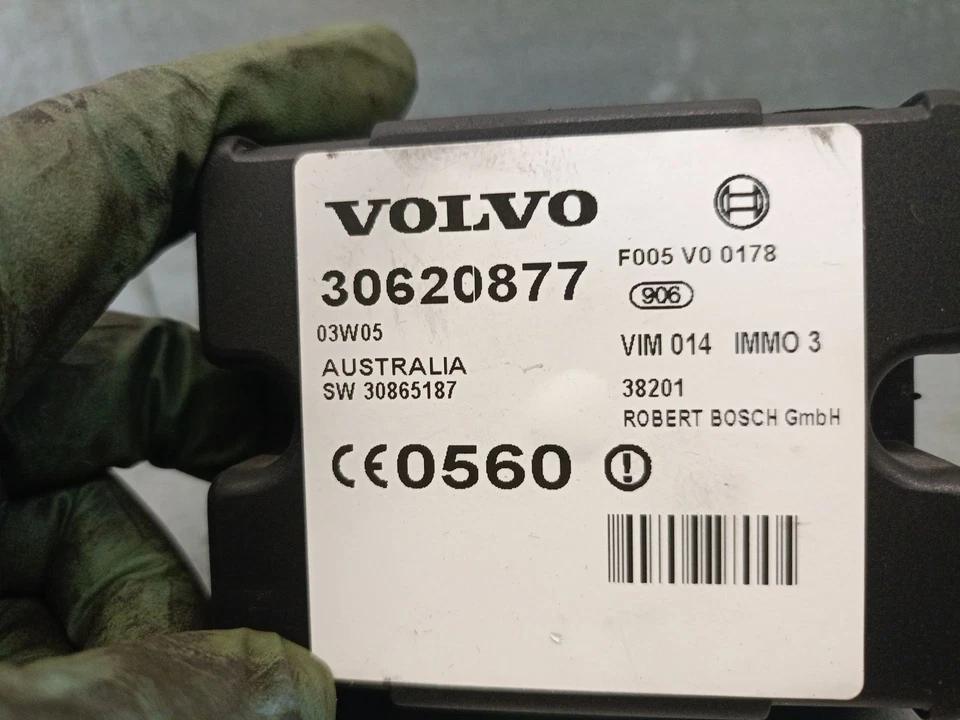 VOLVO
30620877
03W05
AUSTRALIA
SW 30865187
CE0560
F005 V0 0178
906
VIM 014 IMMO 3
38201
ROBERT BOSCH GmbH